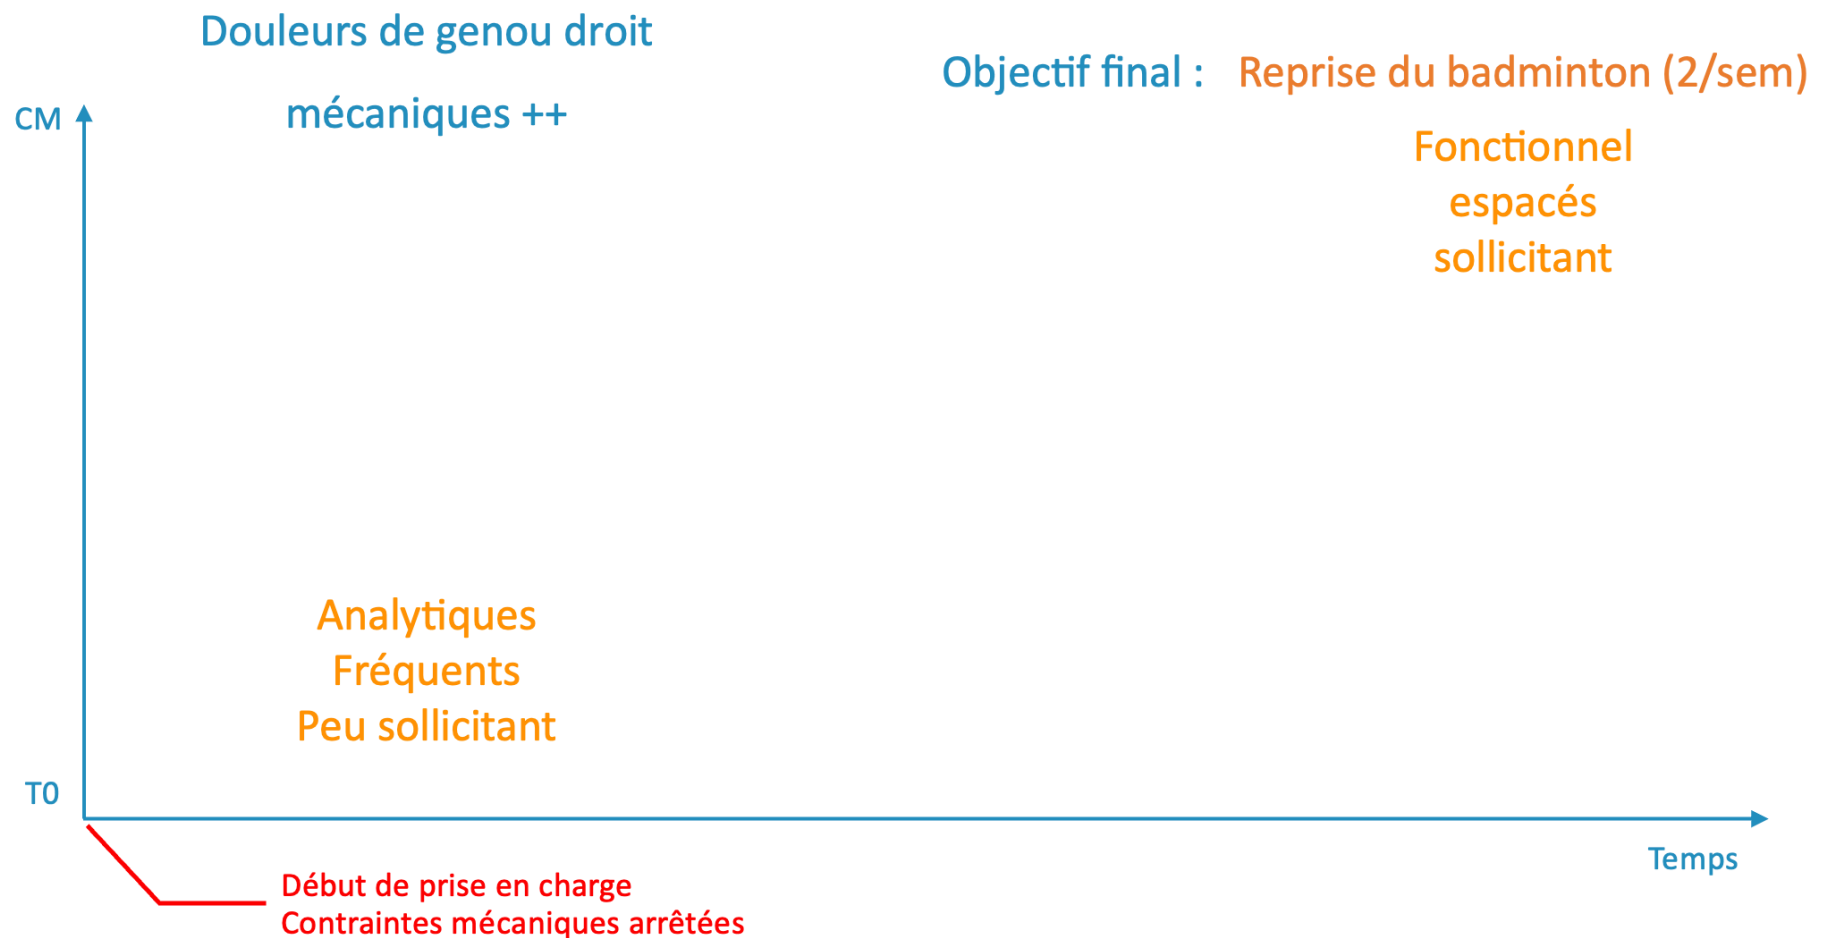 Douleurs de genou droit
mécaniques ++
Objectif final : Reprise du badminton (2/sem)
Fonctionnel
espacés
sollicitant
CM
Analytiques
Fréquents
Peu sollicitant
T0
Temps
Début de prise en charge
Contraintes mécaniques arrêtées